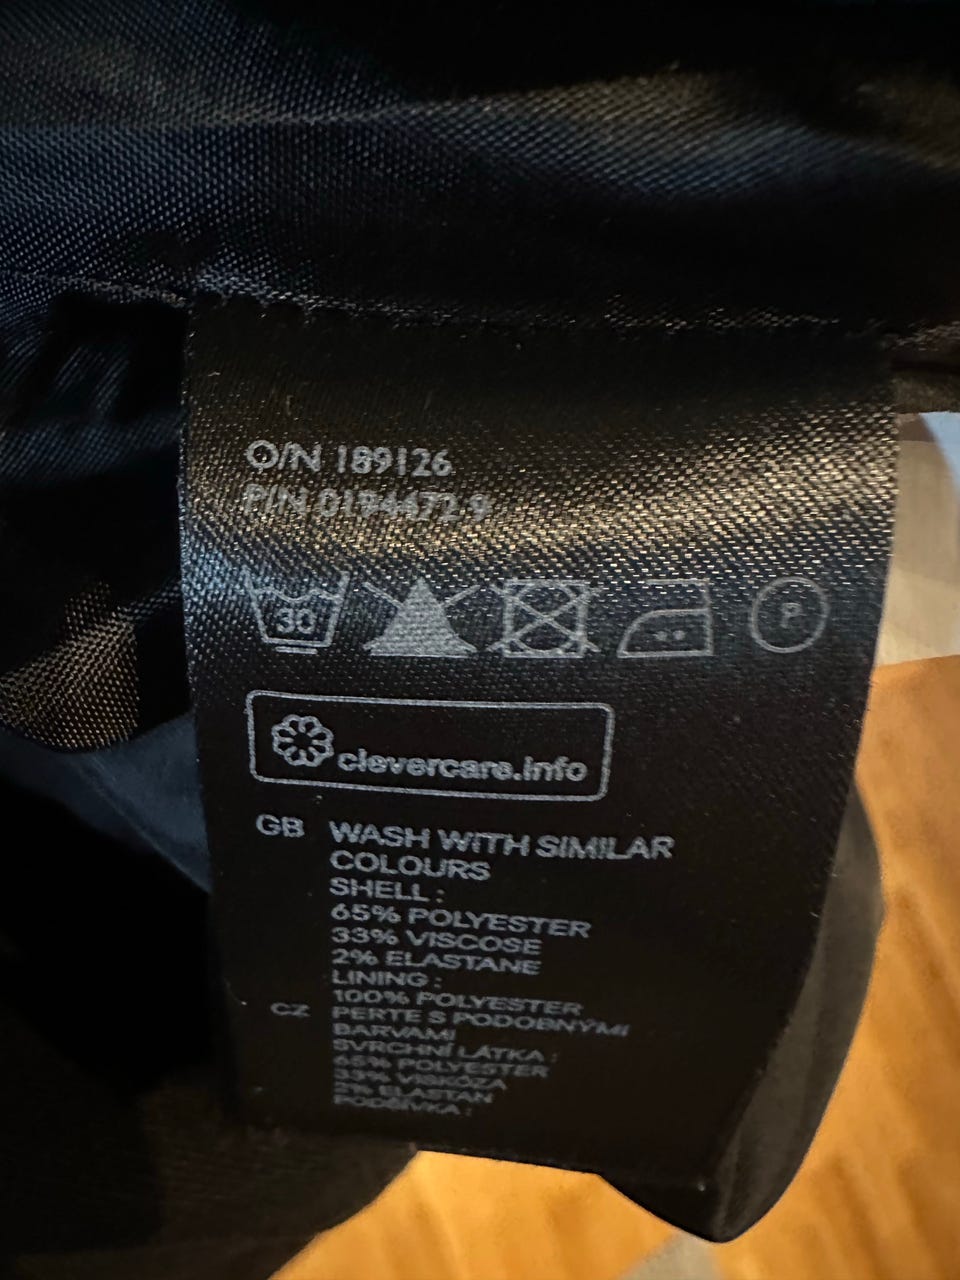 O/N 189126
P/N 0194472-9
30
P
clevercare.info
GB WASH WITH SIMILAR
COLOURS
SHELL :
65% POLYESTER
33% VISCOSE
2% ELASTANE
LINING :
100% POLYESTER
CZ PERTE S PODOBNÝMI
BARVAMI
SVRCHNÍ LÁTKA :
65% POLYESTER
33% VISKÓZA
2% ELASTAN
PODŠÍVKA :